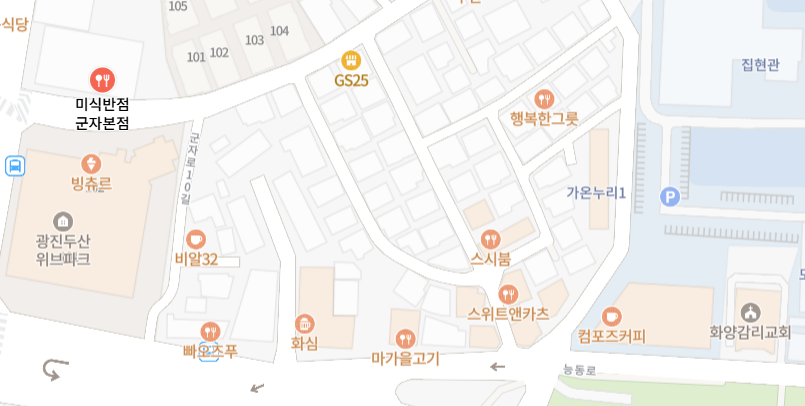 105
104
103
102
101
식당
GS25
집현관
미식반점
군자본점
행복한그릇
군자로10길
빙츄르
가온누리1
P
광진두산
위브파크
비알32
스시붐
스위트앤카츠
빠오즈푸
화심
마가을고기
컴포즈커피
화양감리교회
능동로